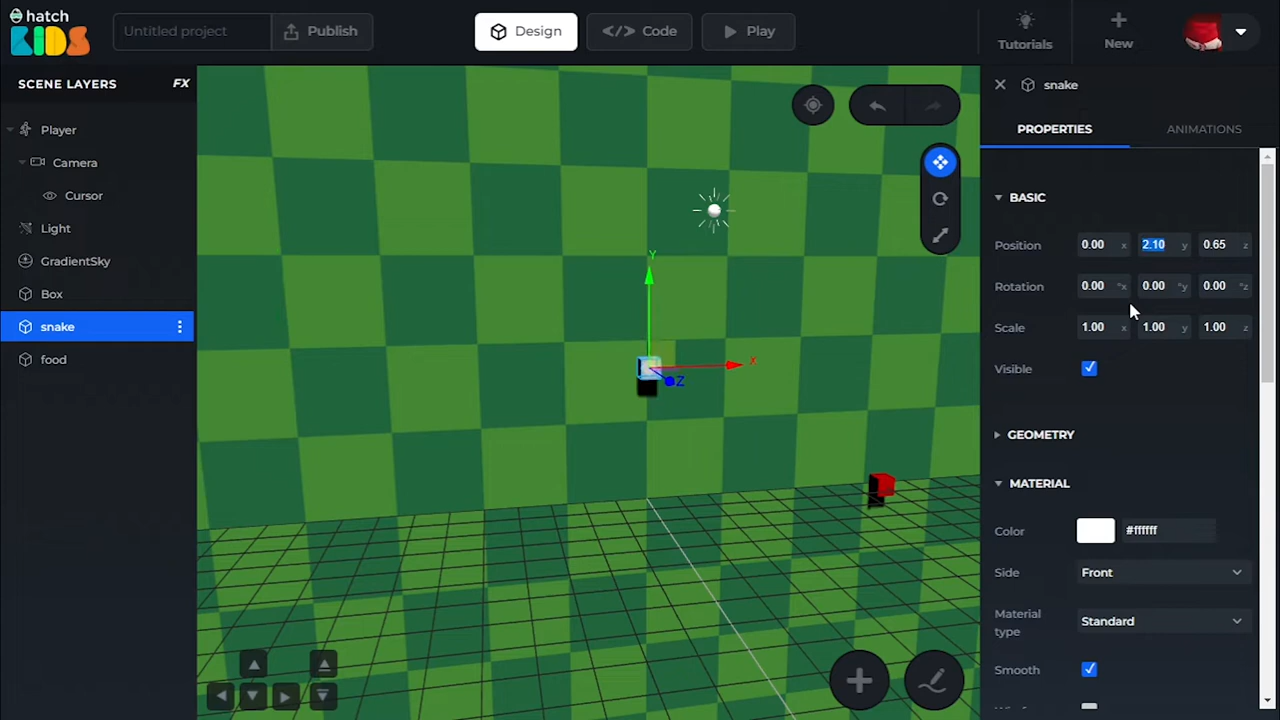 hatch
KIDS
Untitled project
Publish
Design
</> Code
Play
Tutorials
New
SCENE LAYERS
FX
Player
Camera
Cursor
Light
GradientSky
Box
snake
food
Y
X
Z
snake
PROPERTIES
ANIMATIONS
BASIC
Position 0.00 x 2.10 y 0.65 z
Rotation 0.00 °x 0.00 °y 0.00 °z
Scale 1.00 x 1.00 y 1.00 z
Visible
GEOMETRY
MATERIAL
Color #ffffff
Side Front
Material
type Standard
Smooth